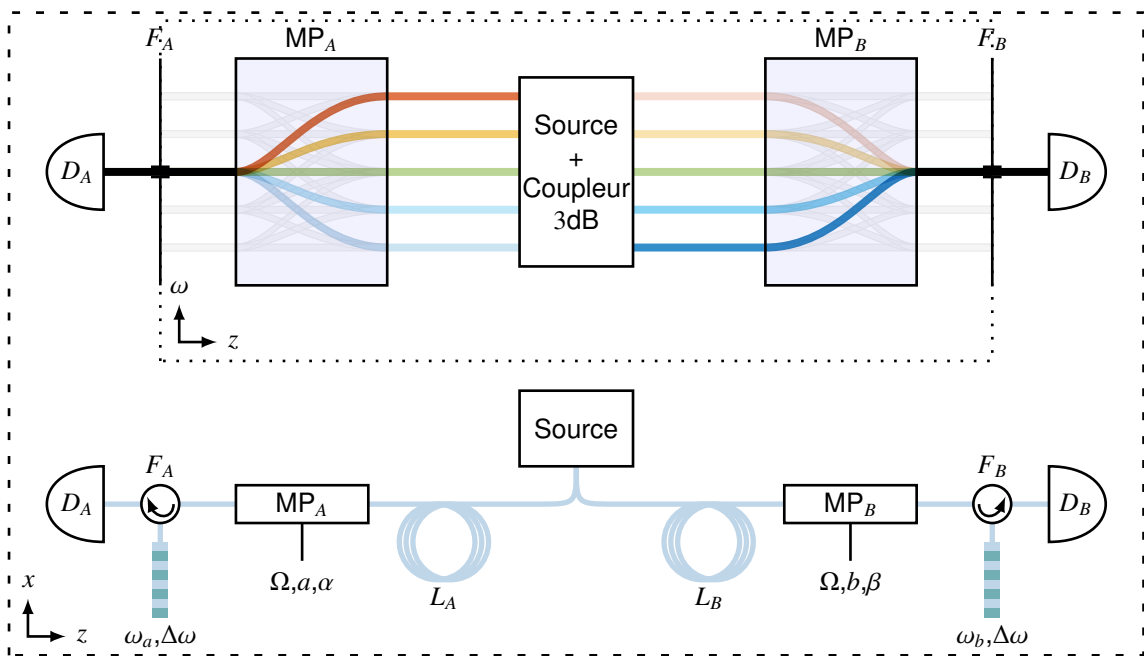 F_A MP_A MP_B F_B
D_A Source D_B
+
Coupleur
3dB
ω
z
Source
F_A F_B
D_A MP_A MP_B D_B
Ω,a,α Ω,b,β
x L_A L_B
z ω_a,Δω ω_b,Δω